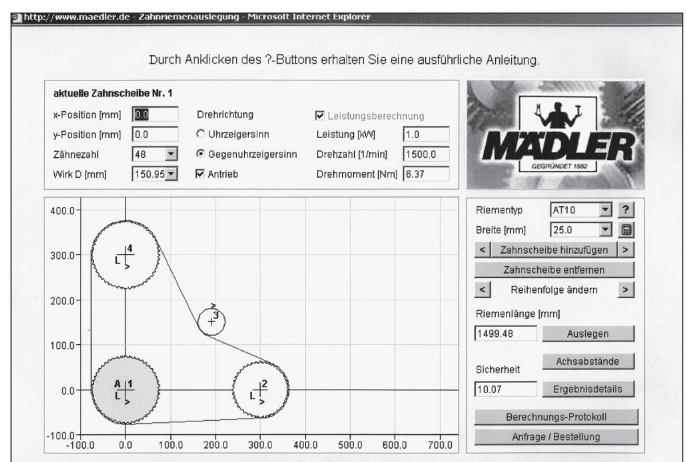 http://www.maedler.de - Zahnriemenauslegung - Microsoft Internet Explorer
Durch Anklicken des ?-Buttons erhalten Sie eine ausführliche Anleitung.
aktuelle Zahnscheibe Nr. 1
x-Position [mm] 0.0 Drehrichtung Leistungsberechnung
y-Position [mm] 0.0 Uhrzeigersinn Leistung [kW] 1.0
Zähnezahl 48 Gegenuhrzeigersinn Drehzahl [1/min] 1500.0
Wirk D [mm] 150.95 Antrieb Drehmoment [Nm] 6.37
MÄDLER
GEGRÜNDET 1882
400.0
300.0
200.0
100.0
0.0
-100.0
4
L >
>
3
A 1
L >
2
L >
-100.0 0.0 100.0 200.0 300.0 400.0 500.0 600.0 700.0
Riementyp AT10 ?
Breite [mm] 25.0
< Zahnscheibe hinzufügen >
Zahnscheibe entfernen
< Reihenfolge ändern >
Riemenlänge [mm]
1499.48 Auslegen
Achsabstände
Sicherheit
10.07 Ergebnisdetails
Berechnungs-Protokoll
Anfrage / Bestellung